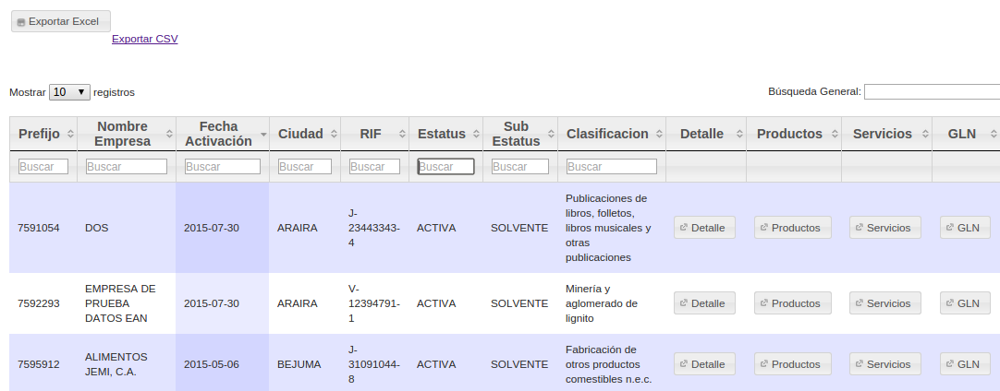 Exportar Excel
Exportar CSV
Mostrar 10 registros
Búsqueda General:
Prefijo Nombre Empresa Fecha Activación Ciudad RIF Estatus Sub Estatus Clasificacion Detalle Productos Servicios GLN
Buscar Buscar Buscar Buscar Buscar Buscar Buscar Buscar
7591054 DOS 2015-07-30 ARAIRA J-23443343-4 ACTIVA SOLVENTE Publicaciones de libros, folletos, libros musicales y otras publicaciones Detalle Productos Servicios GLN
7592293 EMPRESA DE PRUEBA DATOS EAN 2015-07-30 ARAIRA V-12394791-1 ACTIVA SOLVENTE Minería y aglomerado de lignito Detalle Productos Servicios GLN
7595912 ALIMENTOS JEMI, C.A. 2015-05-06 BEJUMA J-31091044-8 ACTIVA SOLVENTE Fabricación de otros productos comestibles n.e.c. Detalle Productos Servicios GLN